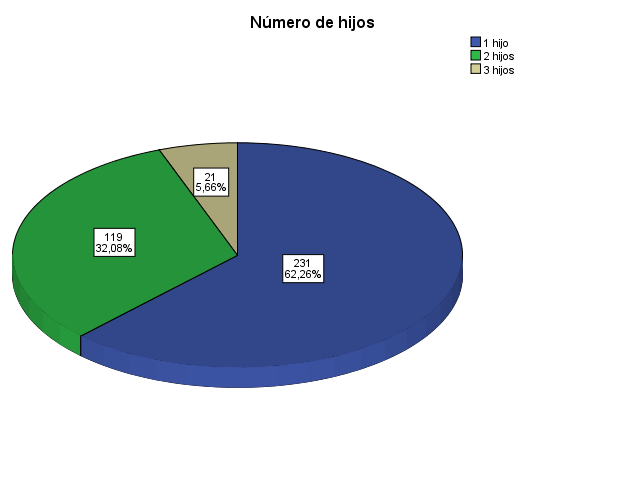 Número de hijos
1 hijo
2 hijos
3 hijos
21
5,66%
119
32,08%
231
62,26%